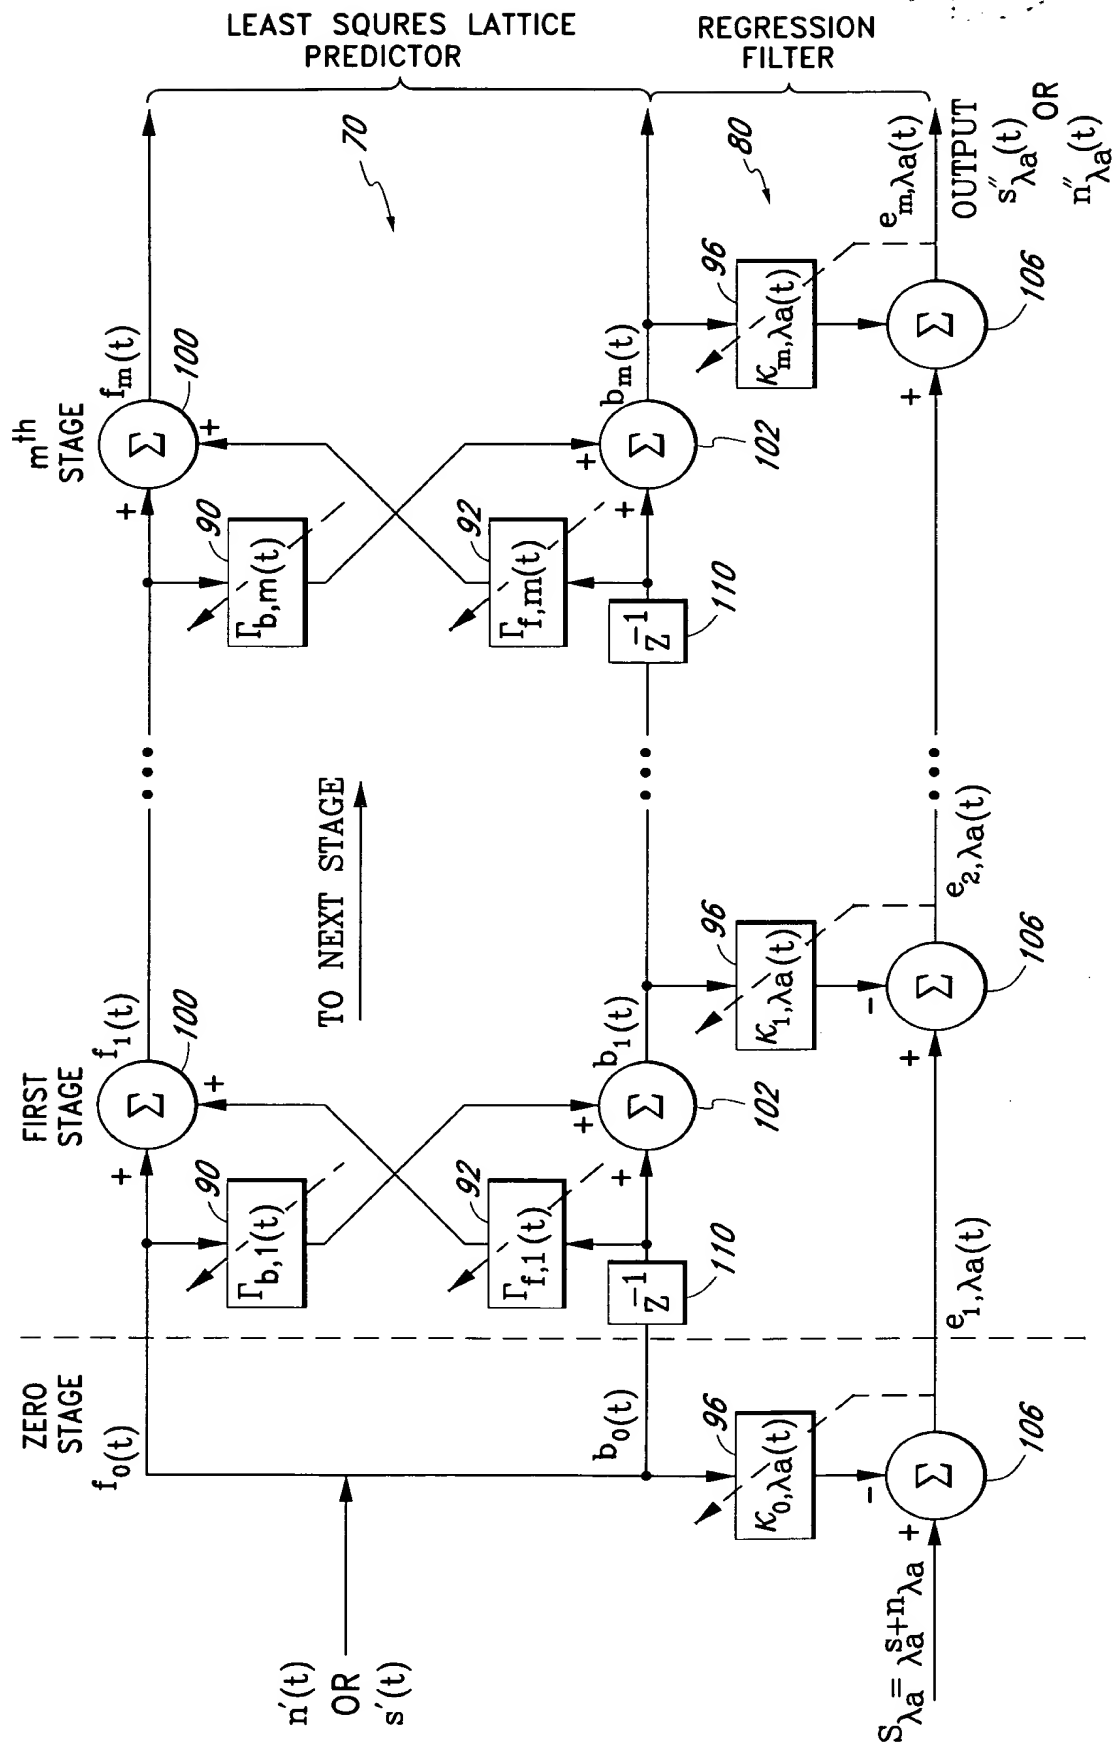 LEAST SQURES LATTICE
PREDICTOR
REGRESSION
FILTER
ZERO
STAGE
FIRST
STAGE
mth
STAGE
f0(t)
f1(t)
fm(t)
100
100
90
90
Γb,1(t)
Γb,m(t)
70
TO NEXT STAGE
n′(t)
OR
s′(t)
92
92
Γf,1(t)
Γf,m(t)
b0(t)
b1(t)
bm(t)
z−1
z−1
110
110
102
102
80
96
96
96
κ0,λa(t)
κ1,λa(t)
κm,λa(t)
Σ
Σ
Σ
Σ
Σ
Σ
Σ
+
+
+
+
+
+
+
+
−
+
−
+
+
Sλa = λa s+nλa
e1,λa(t)
e2,λa(t)
em,λa(t)
106
106
106
OUTPUT
s″λa(t) OR
n″λa(t)